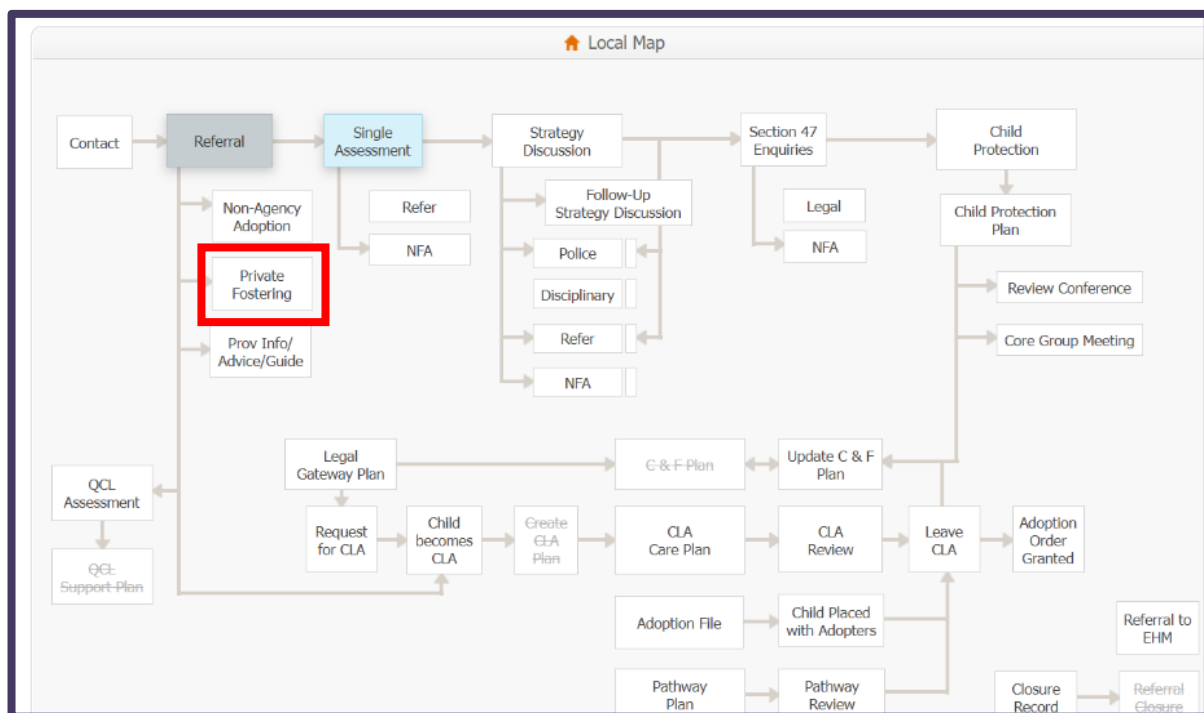 Local Map
Contact
Referral
Single
Assessment
Strategy
Discussion
Section 47
Enquiries
Child
Protection
Non-Agency
Adoption
Refer
Follow-Up
Strategy Discussion
Legal
Child Protection
Plan
NFA
Police
NFA
Private
Fostering
Disciplinary
Review Conference
Prov Info/
Advice/Guide
Refer
Core Group Meeting
NFA
Legal
Gateway Plan
C & F Plan
Update C & F
Plan
QCL
Assessment
Request
for CLA
Child
becomes
CLA
Create
CLA
Plan
CLA
Care Plan
CLA
Review
Leave
CLA
Adoption
Order
Granted
QCL
Support Plan
Adoption File
Child Placed
with Adopters
Referral to
EHM
Pathway
Plan
Pathway
Review
Closure
Record
Referral
Closure